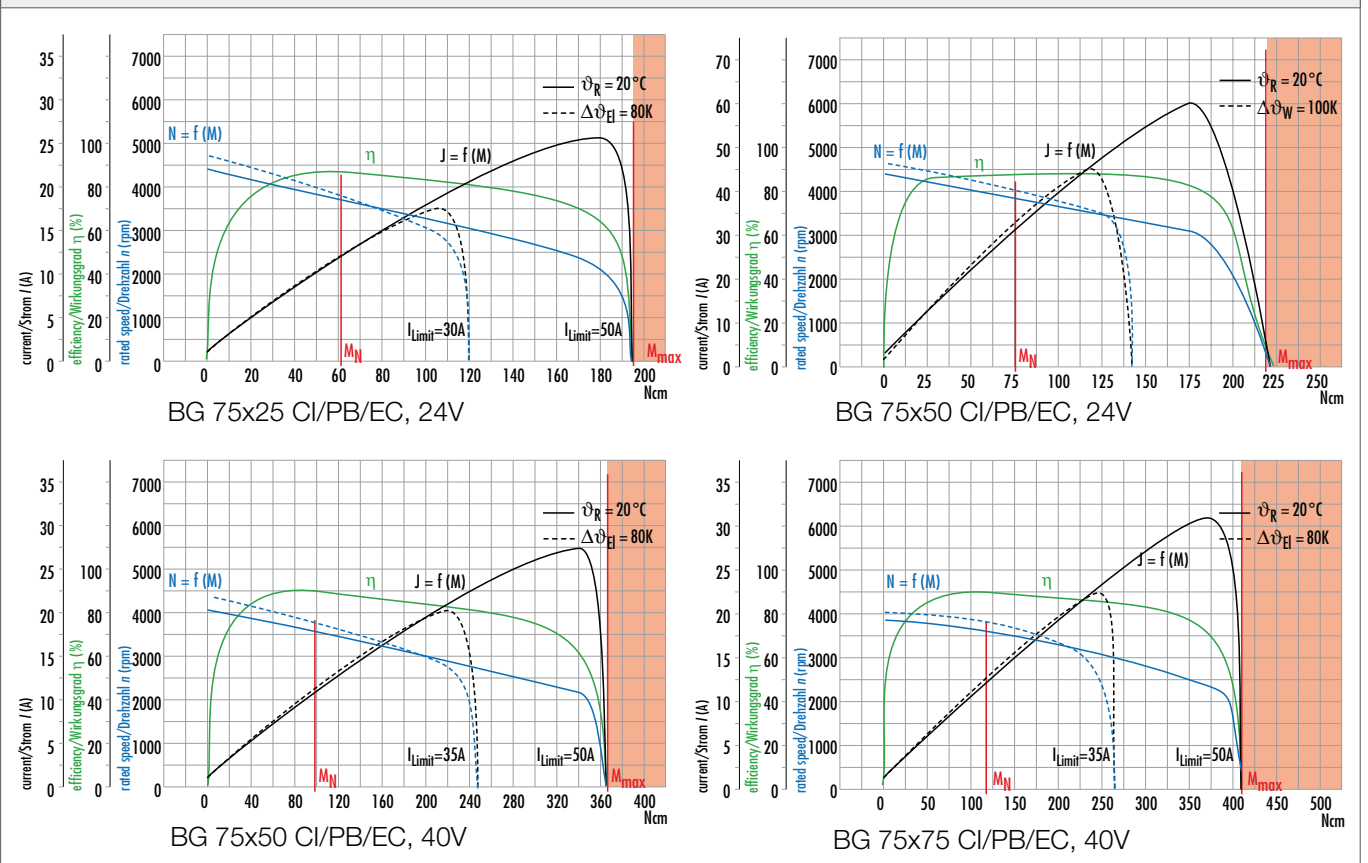 35
30
25
20
15
10
5
0
100
80
60
40
20
0
7000
6000
5000
4000
3000
2000
1000
0
current/Strom I (A)
efficiency/Wirkungsgrad η (%)
rated speed/Drehzahl n (rpm)
N = f (M)
η
J = f (M)
ϑR = 20°C
ΔϑEl = 80K
ILimit=30A
ILimit=50A
MN
Mmax
0 20 40 60 80 100 120 140 160 180 200
Ncm
BG 75x25 CI/PB/EC, 24V
70
60
50
40
30
20
10
0
100
80
60
40
20
0
7000
6000
5000
4000
3000
2000
1000
0
current/Strom I (A)
efficiency/Wirkungsgrad η (%)
rated speed/Drehzahl n (rpm)
N = f (M)
η
J = f (M)
ϑR = 20°C
ΔϑW = 100K
MN
Mmax
0 25 50 75 100 125 175 200 225 250
Ncm
BG 75x50 CI/PB/EC, 24V
35
30
25
20
15
10
5
0
100
80
60
40
20
0
7000
6000
5000
4000
3000
2000
1000
0
current/Strom I (A)
efficiency/Wirkungsgrad η (%)
rated speed/Drehzahl n (rpm)
N = f (M)
η
J = f (M)
ϑR = 20°C
ΔϑEl = 80K
ILimit=35A
ILimit=50A
MN
Mmax
0 40 80 120 160 200 240 280 320 360 400
Ncm
BG 75x50 CI/PB/EC, 40V
35
30
25
20
15
10
5
0
100
80
60
40
20
0
7000
6000
5000
4000
3000
2000
1000
0
current/Strom I (A)
efficiency/Wirkungsgrad η (%)
rated speed/Drehzahl n (rpm)
N = f (M)
η
J = f (M)
ϑR = 20°C
ΔϑEl = 80K
ILimit=35A
ILimit=50A
MN
Mmax
0 50 100 150 200 250 300 350 400 450 500
Ncm
BG 75x75 CI/PB/EC, 40V